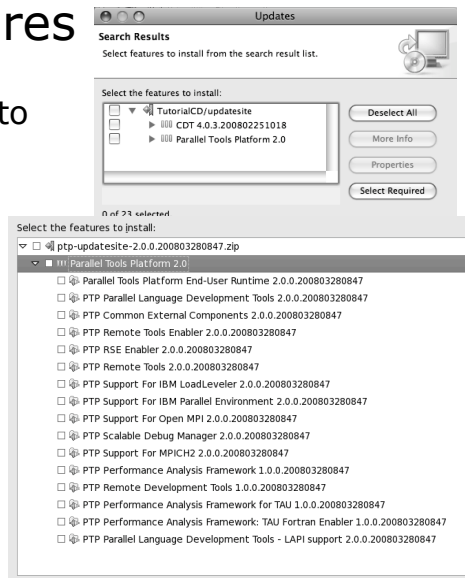 res
to
Updates
Search Results
Select features to install from the search result list.
Select the features to install:
TutorialCD/updatesite
CDT 4.0.3.200802251018
Parallel Tools Platform 2.0
Deselect All
More Info
Properties
Select Required
0 of 23 selected
Select the features to install:
ptp-updatesite-2.0.0.200803280847.zip
Parallel Tools Platform 2.0
Parallel Tools Platform End-User Runtime 2.0.0.200803280847
PTP Parallel Language Development Tools 2.0.0.200803280847
PTP Common External Components 2.0.0.200803280847
PTP Remote Tools Enabler 2.0.0.200803280847
PTP RSE Enabler 2.0.0.200803280847
PTP Remote Tools 2.0.0.200803280847
PTP Support For IBM LoadLeveler 2.0.0.200803280847
PTP Support For IBM Parallel Environment 2.0.0.200803280847
PTP Support For Open MPI 2.0.0.200803280847
PTP Scalable Debug Manager 2.0.0.200803280847
PTP Support For MPICH2 2.0.0.200803280847
PTP Performance Analysis Framework 1.0.0.200803280847
PTP Remote Development Tools 1.0.0.200803280847
PTP Performance Analysis Framework for TAU 1.0.0.200803280847
PTP Performance Analysis Framework: TAU Fortran Enabler 1.0.0.200803280847
PTP Parallel Language Development Tools - LAPI support 2.0.0.200803280847